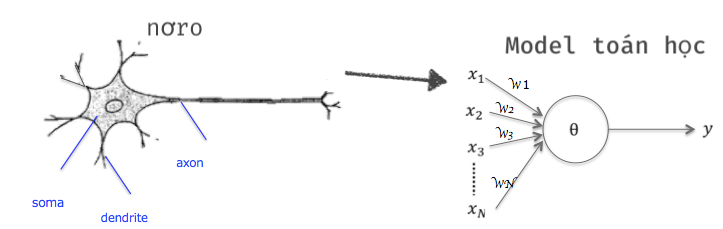 nơro
axon
soma
dendrite
Model toán học
x1
w1
x2
w2
x3
w3
xN
wN
θ
y